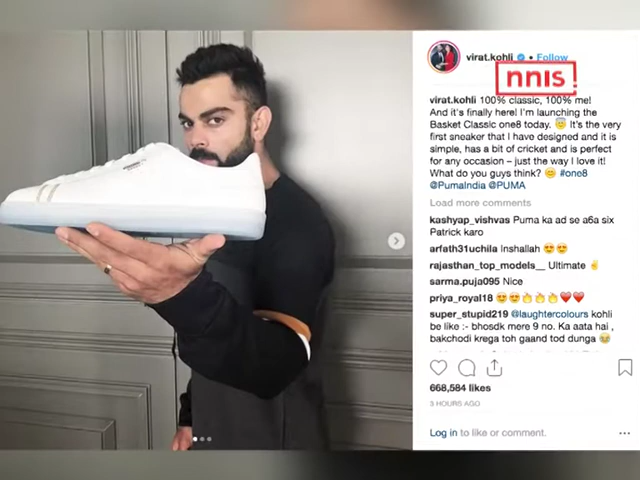 virat.kohli • Follow
nnis
virat.kohli 100% classic, 100% me!
And it's finally here! I'm launching the
Basket Classic one8 today. 😇 It's the very
first sneaker that I have designed and it is
simple, has a bit of cricket and is perfect
for any occasion – just the way I love it!
What do you guys think? 🌞 #one8
@PumaIndia @PUMA
Load more comments
kashyap_vishvas Puma ka ad se a6a six
Patrick karo
arfath31uchila Inshallah 😍😍
rajasthan_top_models__ Ultimate ✌
sarma.puja095 Nice
priya_royal18 😍😍👏👏👏❤❤
super_stupid219 @laughtercolours kohli
be like :- bhosdk mere 9 no. Ka aata hai ,
bakchodi krega toh gaand tod dunga 😂
668,584 likes
3 HOURS AGO
Log in to like or comment.